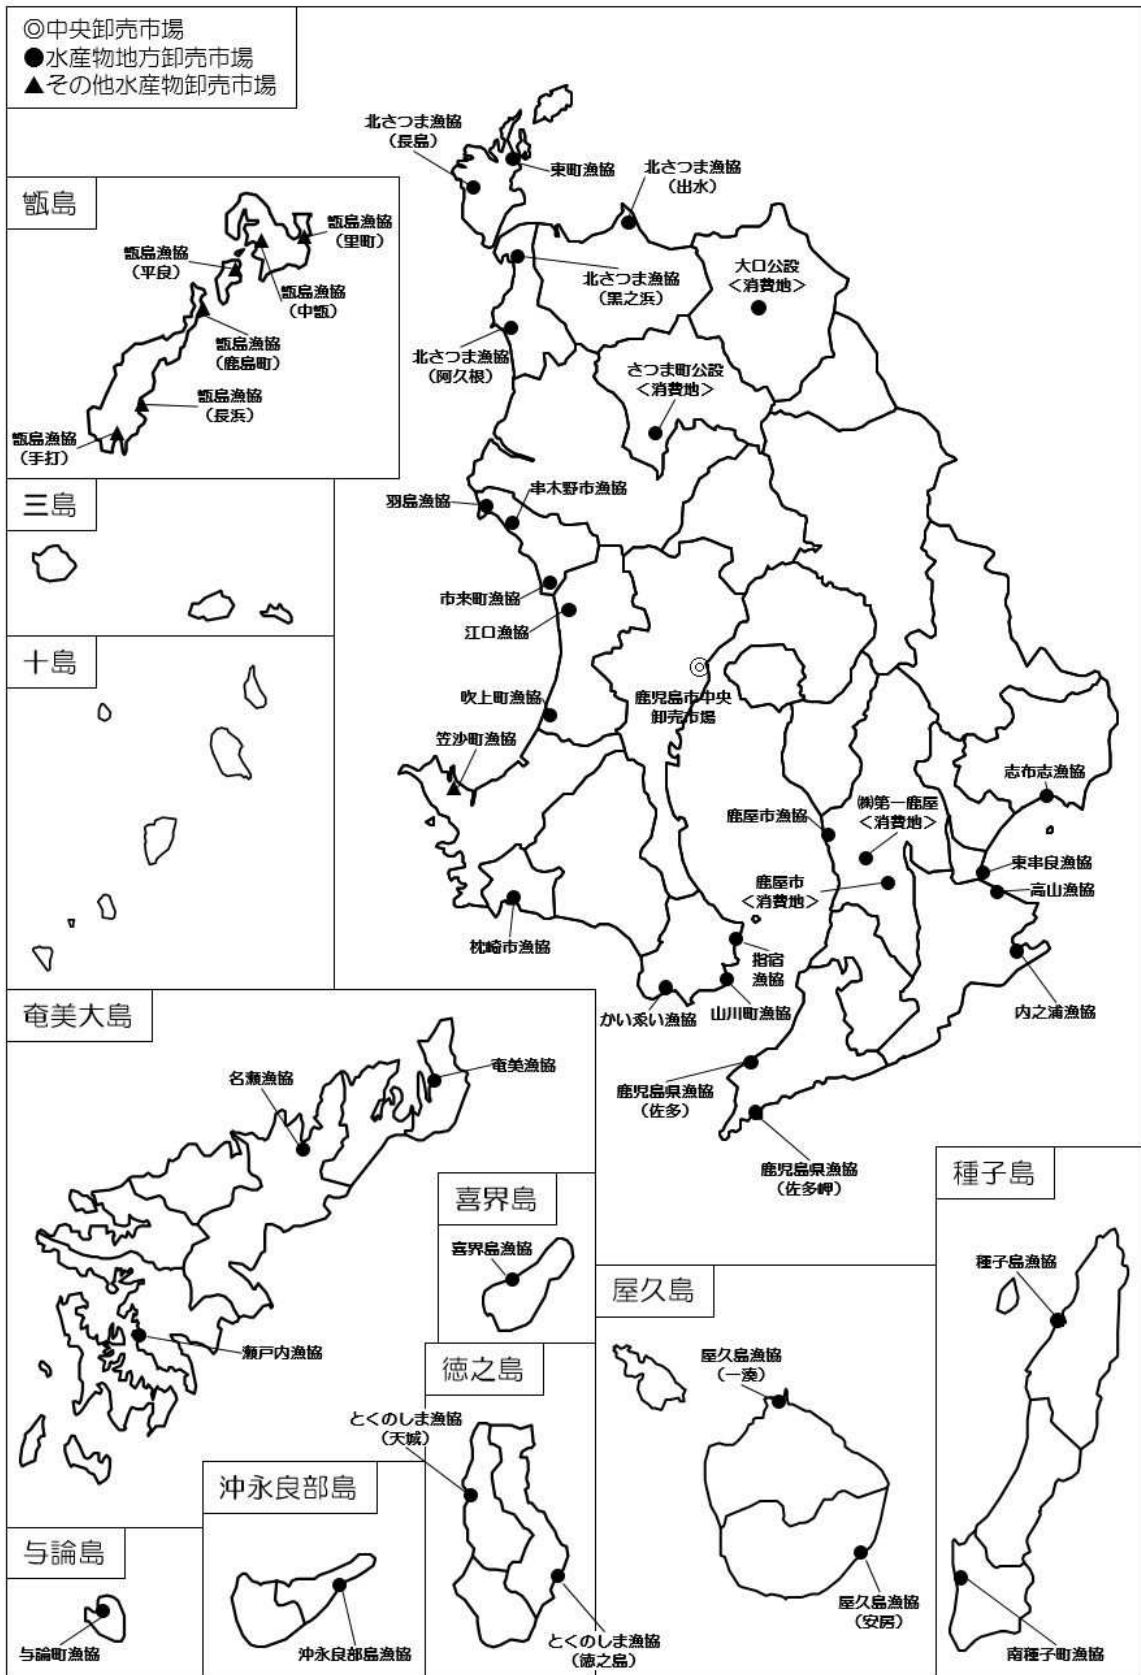 ◎中央卸売市場
●水産物地方卸売市場
▲その他水産物卸売市場
北さつま漁協
（長島）
東町漁協
北さつま漁協
（出水）
北さつま漁協
（黒之浜）
大口公設
＜消費地＞
北さつま漁協
（阿久根）
さつま町公設
＜消費地＞
羽島漁協
串木野市漁協
市来町漁協
江口漁協
鹿児島市中央
卸売市場
吹上町漁協
笠沙町漁協
志布志漁協
鹿屋市漁協
㈱第一鹿屋
＜消費地＞
東串良漁協
鹿屋市
＜消費地＞
高山漁協
枕崎市漁協
指宿
漁協
かいゑい漁協
山川町漁協
内之浦漁協
鹿児島県漁協
（佐多）
鹿児島県漁協
（佐多岬）
甑島
甑島漁協
（里町）
甑島漁協
（平良）
甑島漁協
（中甑）
甑島漁協
（鹿島町）
甑島漁協
（長浜）
甑島漁協
（手打）
三島
十島
奄美大島
奄美漁協
名瀬漁協
瀬戸内漁協
喜界島
喜界島漁協
徳之島
とくのしま漁協
（天城）
とくのしま漁協
（徳之島）
沖永良部島
沖永良部島漁協
与論島
与論町漁協
屋久島
屋久島漁協
（一湊）
屋久島漁協
（安房）
種子島
種子島漁協
南種子町漁協